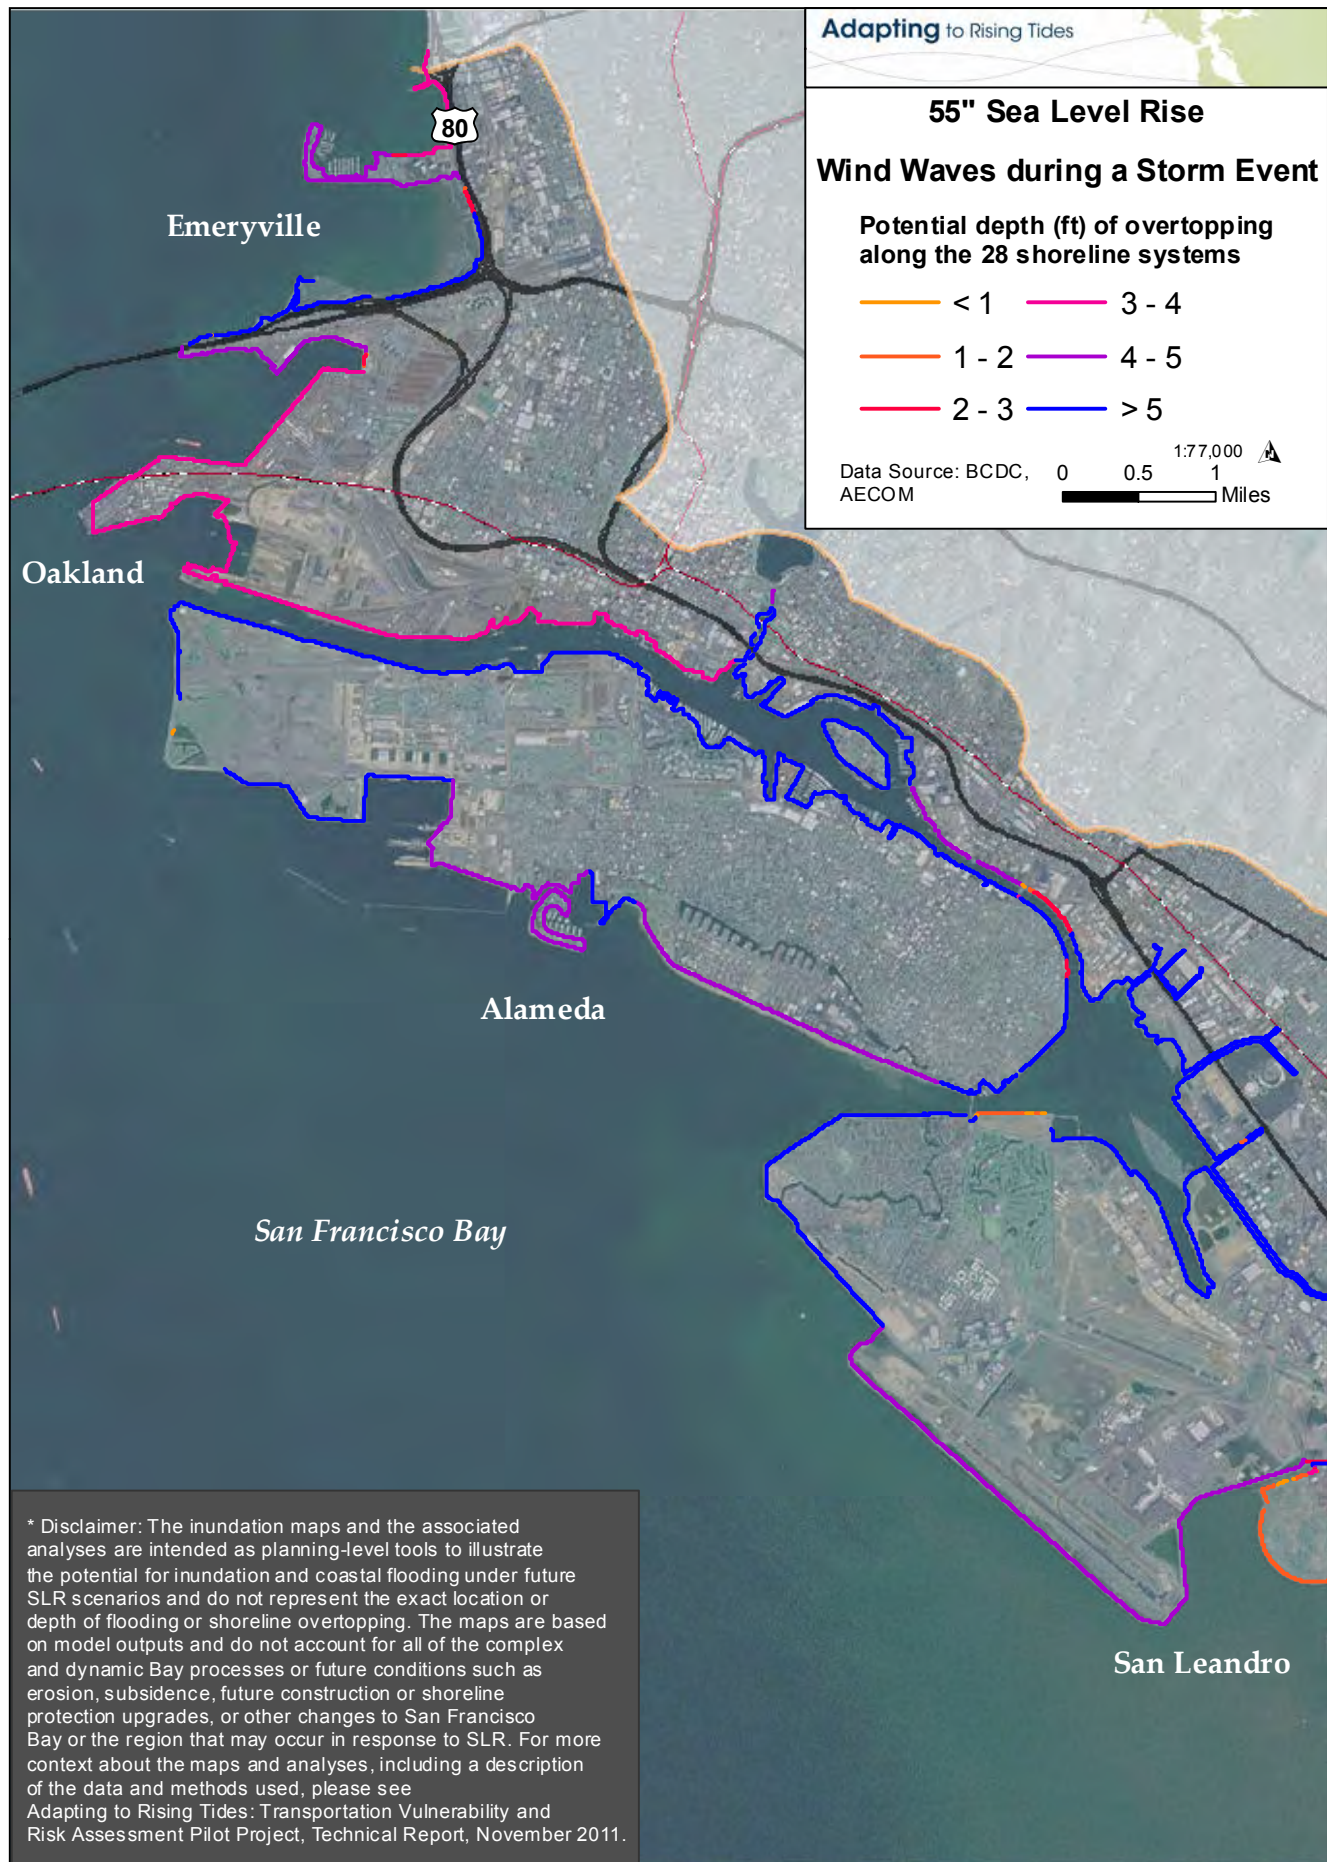 Adapting to Rising Tides
55" Sea Level Rise
Wind Waves during a Storm Event
Potential depth (ft) of overtopping
along the 28 shoreline systems
< 1
3 - 4
1 - 2
4 - 5
2 - 3
> 5
1:77,000
N
Data Source: BCDC,
AECOM
0 0.5 1
Miles
80
Emeryville
Oakland
Alameda
San Francisco Bay
San Leandro
* Disclaimer: The inundation maps and the associated
analyses are intended as planning-level tools to illustrate
the potential for inundation and coastal flooding under future
SLR scenarios and do not represent the exact location or
depth of flooding or shoreline overtopping. The maps are based
on model outputs and do not account for all of the complex
and dynamic Bay processes or future conditions such as
erosion, subsidence, future construction or shoreline
protection upgrades, or other changes to San Francisco
Bay or the region that may occur in response to SLR. For more
context about the maps and analyses, including a description
of the data and methods used, please see
Adapting to Rising Tides: Transportation Vulnerability and
Risk Assessment Pilot Project, Technical Report, November 2011.